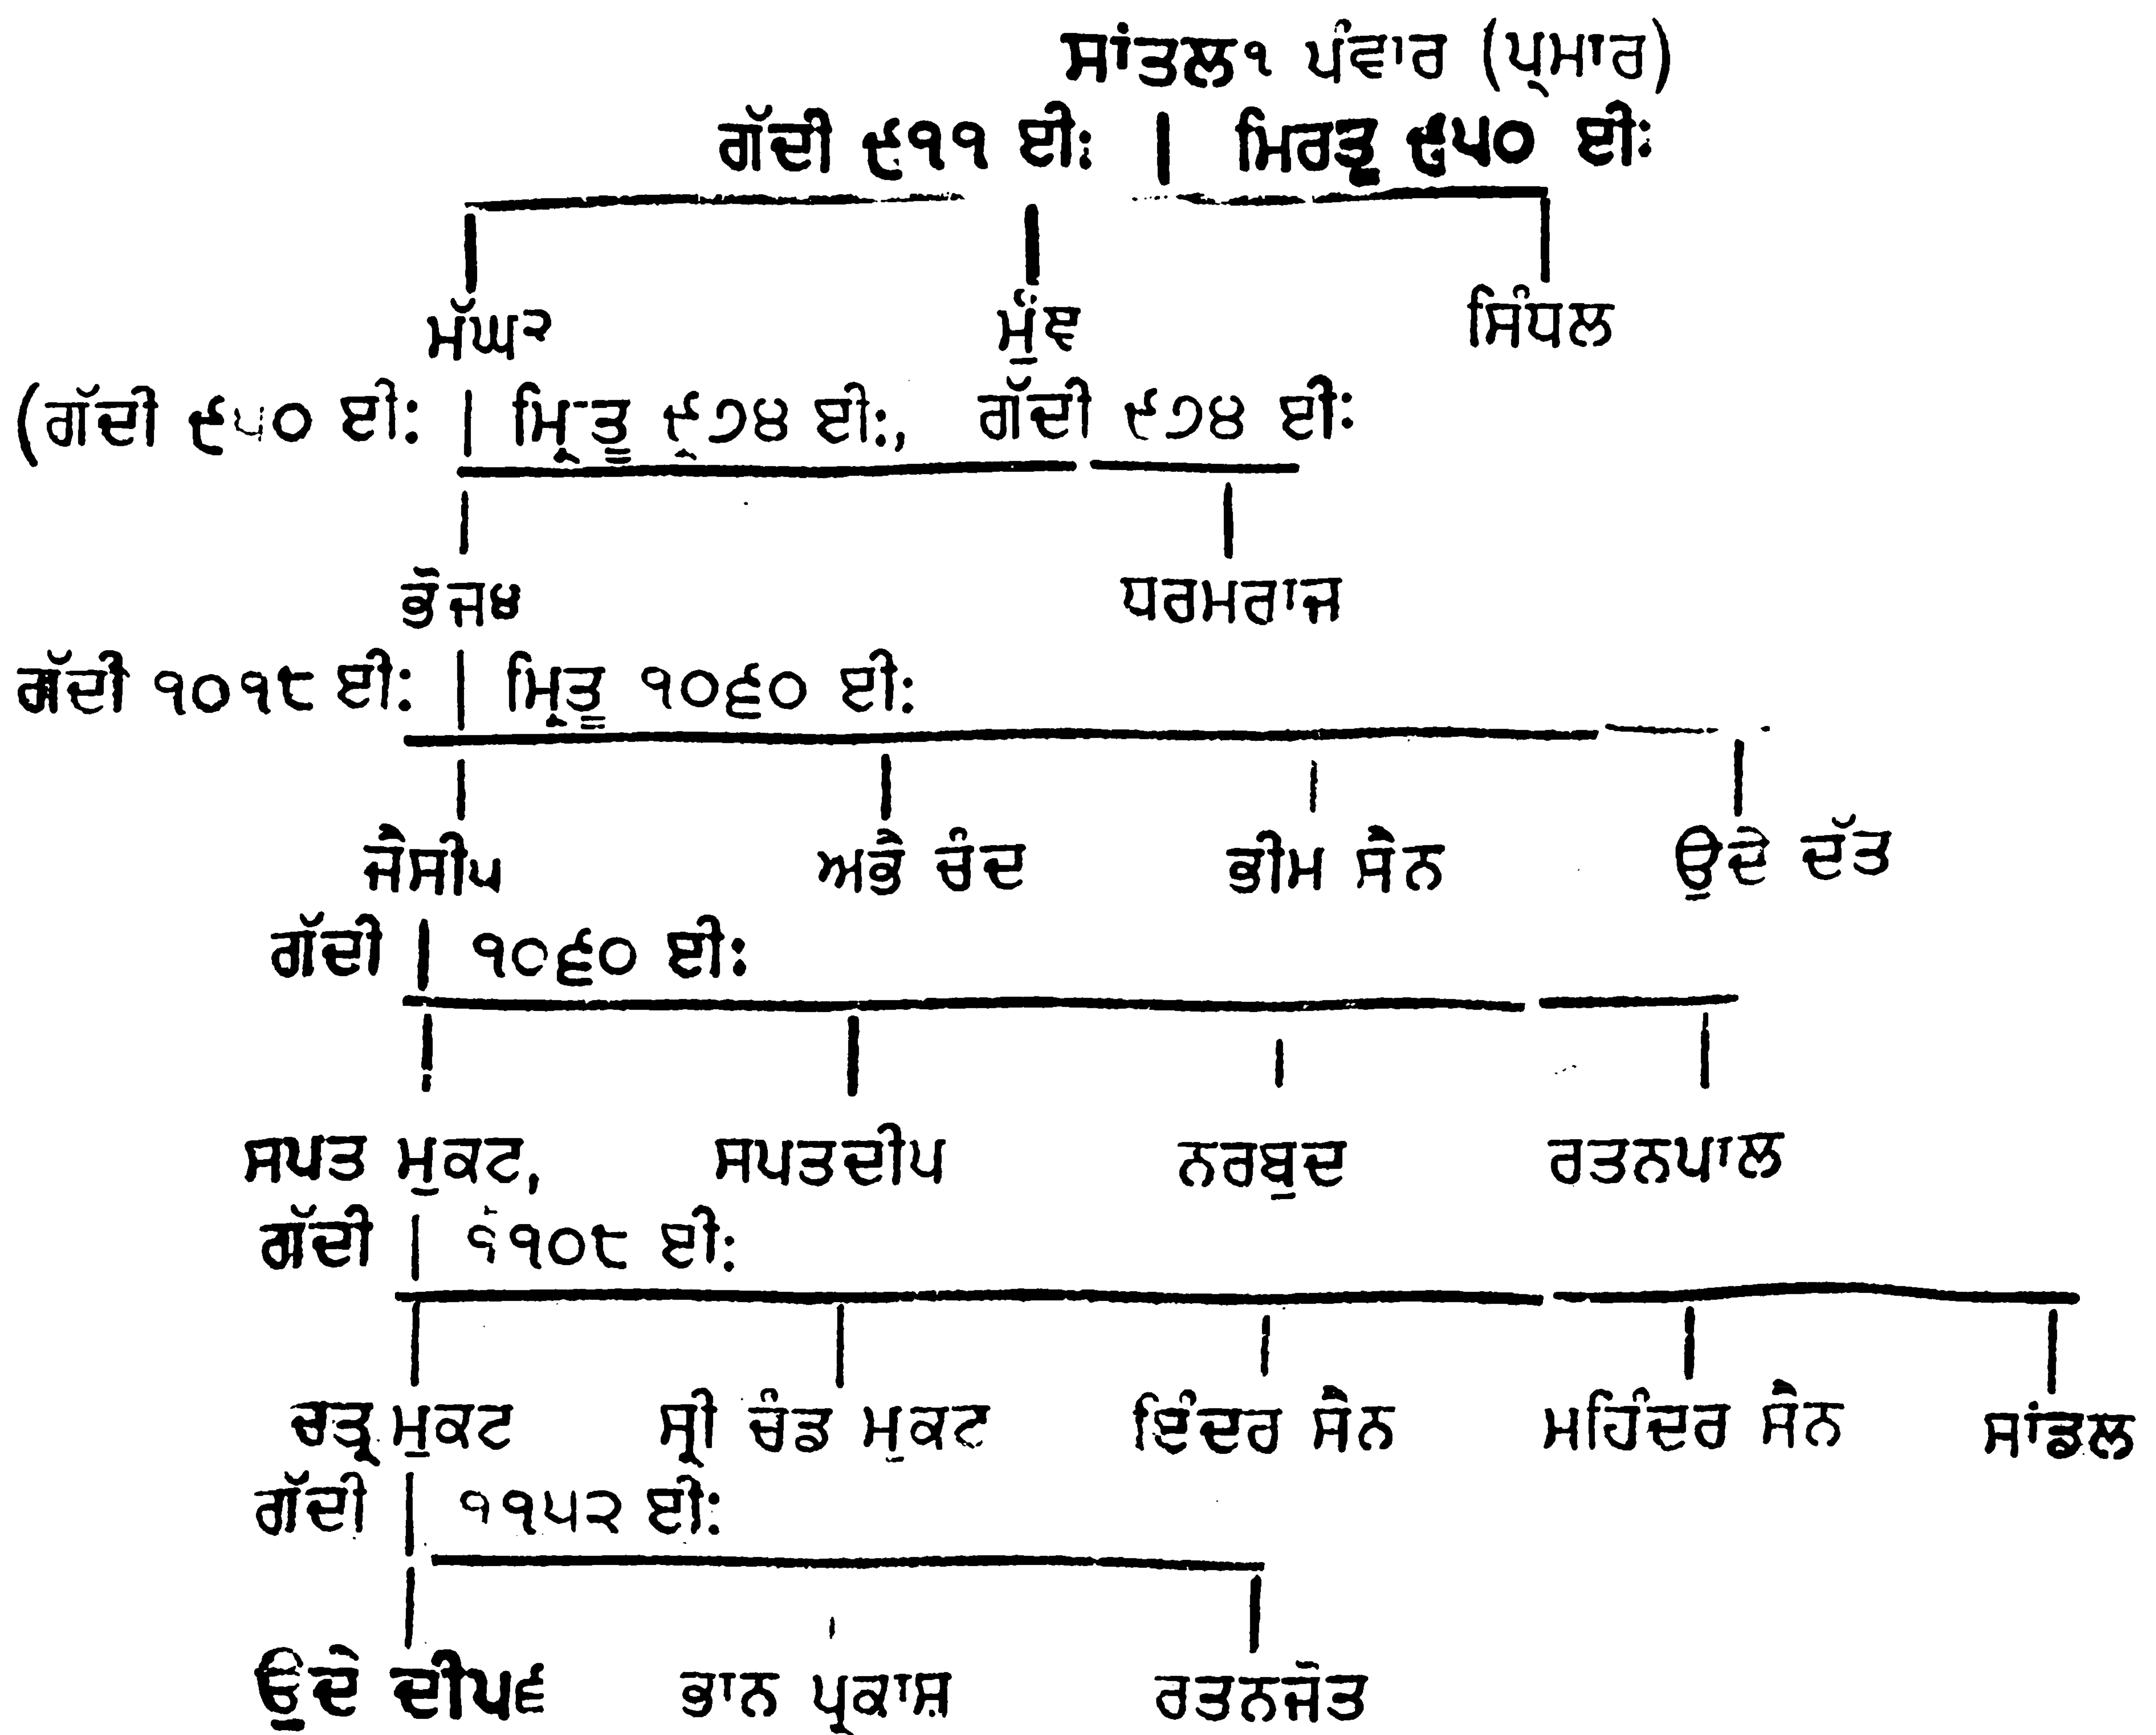 ਸਾਂਤਲ੧ ਪੰਵਾਰ (ਪ੍ਰਮਾਰ)
ਗੱਦੀ ੯੧੧ ਈ: | ਮਿਰਤੂ ੯੫੦ ਈ:
ਮੱਘ੨ ਮੁੰਞ ਸਿੰਧਲ
(ਗੱਦੀ ੯੫੦ ਈ: | ਮ੍ਰਿਤੂ ੯੭੪ ਈ:, ਗੱਦੀ ੯੭੪ ਈ:
ਭੋਜ੪ ਧਰਮਰਾਜ
ਗੱਦੀ ੧੦੧੮ ਈ: | ਮ੍ਰਿਤੂ ੧੦੬੦ ਈ:
ਜੈਸੀਪ ਅਭੈ ਚੰਦ ਭੀਮ ਸੈਨ ਉਦੇ ਦੱਤ
ਗੱਦੀ | ੧੦੬੦ ਈ:
ਸਪਤ ਮੁਕਟ, ਸਪਤਦੀਪ ਨਰਬੁਦ ਰਤਨਪਾਲ
ਗੱਦੀ | ੧੧੦੮ ਈ:
ਚਤ੍ਰ ਮੁਕਟ ਸ੍ਰੀ ਚੰਡ ਮੁਕਟ ਇੰਦਰ ਸੈਨ ਮਹਿੰਦਰ ਸੈਨ ਸਾਂਡਲ
ਗੱਦੀ | ੧੧੫੨ ਈ:
ਉਦੇ ਦੀਪ੬ ਭਾਨ ਪ੍ਰਕਾਸ਼ ਰਤਨਜੋਤ